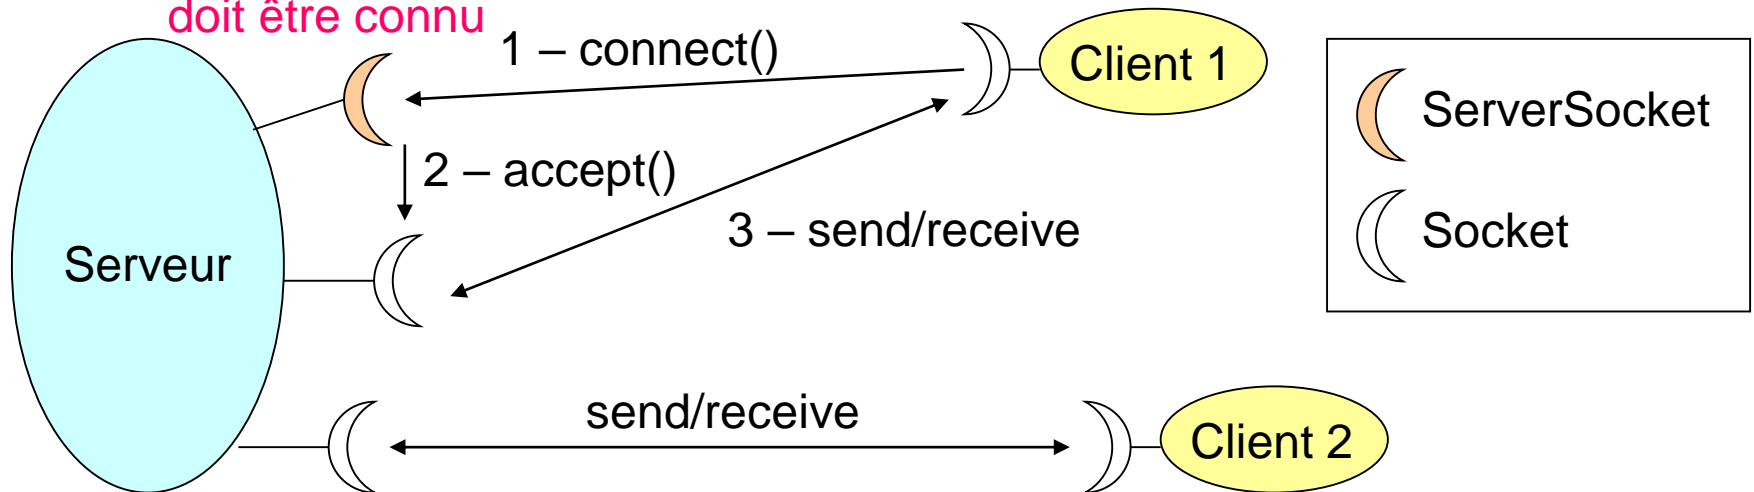 doit être connu
1 – connect()
Client 1
ServerSocket
2 – accept()
3 – send/receive
Socket
Serveur
send/receive
Client 2